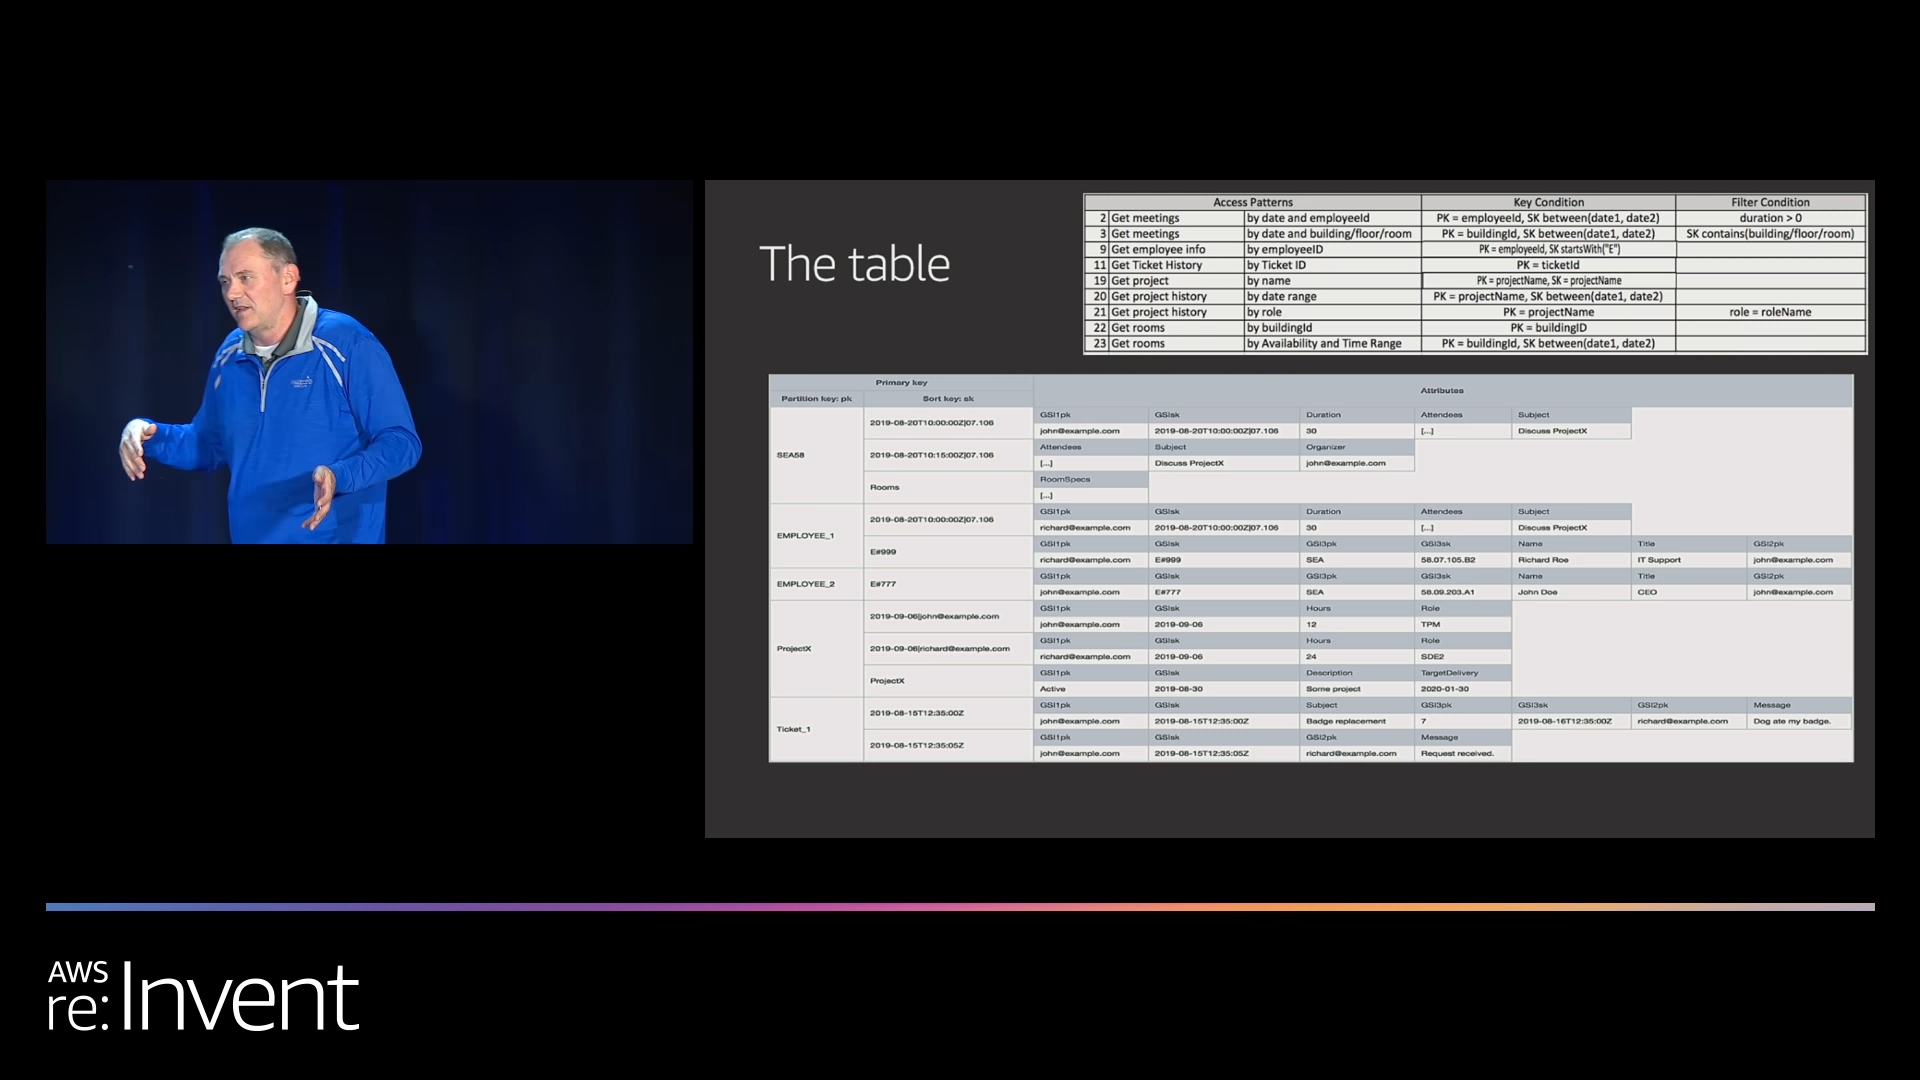 The table
Access Patterns Key Condition Filter Condition
2 Get meetings by date and employeeId PK = employeeId, SK between(date1, date2) duration > 0
3 Get meetings by date and building/floor/room PK = buildingId, SK between(date1, date2) SK contains(building/floor/room)
9 Get employee info by employeeID PK = employeeId, SK startsWith("E")
11 Get Ticket History by Ticket ID PK = ticketId
19 Get project by name PK = projectName, SK = projectName
20 Get project history by date range PK = projectName, SK between(date1, date2)
21 Get project history by role PK = projectName role = roleName
22 Get rooms by buildingId PK = buildingID
23 Get rooms by Availability and Time Range PK = buildingId, SK between(date1, date2)
Primary key Attributes
Partition key: pk Sort key: sk
SEA58
2019-08-20T10:00:00Z|07.106
GSI1pk GSIsk Duration Attendees Subject
john@example.com 2019-08-20T10:00:00Z|07.106 30 [...] Discuss ProjectX
2019-08-20T10:15:00Z|07.106
Attendees Subject Organizer
[...] Discuss ProjectX john@example.com
Rooms
RoomSpecs
[...]
EMPLOYEE_1
2019-08-20T10:00:00Z|07.106
GSI1pk GSIsk Duration Attendees Subject
richard@example.com 2019-08-20T10:00:00Z|07.106 30 [...] Discuss ProjectX
E#999
GSI1pk GSIsk GSI3pk GSI3sk Name Title GSI2pk
richard@example.com E#999 SEA 58.07.105.B2 Richard Roe IT Support john@example.com
EMPLOYEE_2
E#777
GSI1pk GSIsk GSI3pk GSI3sk Name Title GSI2pk
john@example.com E#777 SEA 58.09.203.A1 John Doe CEO john@example.com
ProjectX
2019-09-06|john@example.com
GSI1pk GSIsk Hours Role
john@example.com 2019-09-06 12 TPM
2019-09-06|richard@example.com
GSI1pk GSIsk Hours Role
richard@example.com 2019-09-06 24 SDE2
ProjectX
GSI1pk GSIsk Description TargetDelivery
Active 2019-08-30 Some project 2020-01-30
Ticket_1
2019-08-15T12:35:00Z
GSI1pk GSIsk Subject GSI3pk GSI3sk GSI2pk Message
john@example.com 2019-08-15T12:35:00Z Badge replacement 7 2019-08-16T12:35:00Z richard@example.com Dog ate my badge.
2019-08-15T12:35:05Z
GSI1pk GSIsk GSI2pk Message
john@example.com 2019-08-15T12:35:05Z richard@example.com Request received.
AWS
re:Invent